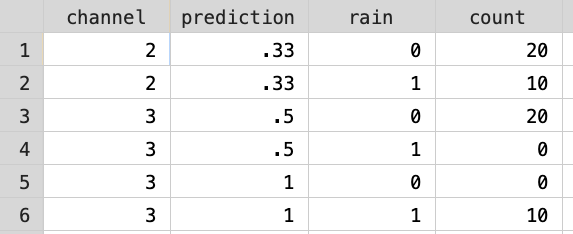 channel prediction rain count
1 2 .33 0 20
2 2 .33 1 10
3 3 .5 0 20
4 3 .5 1 0
5 3 1 0 0
6 3 1 1 10